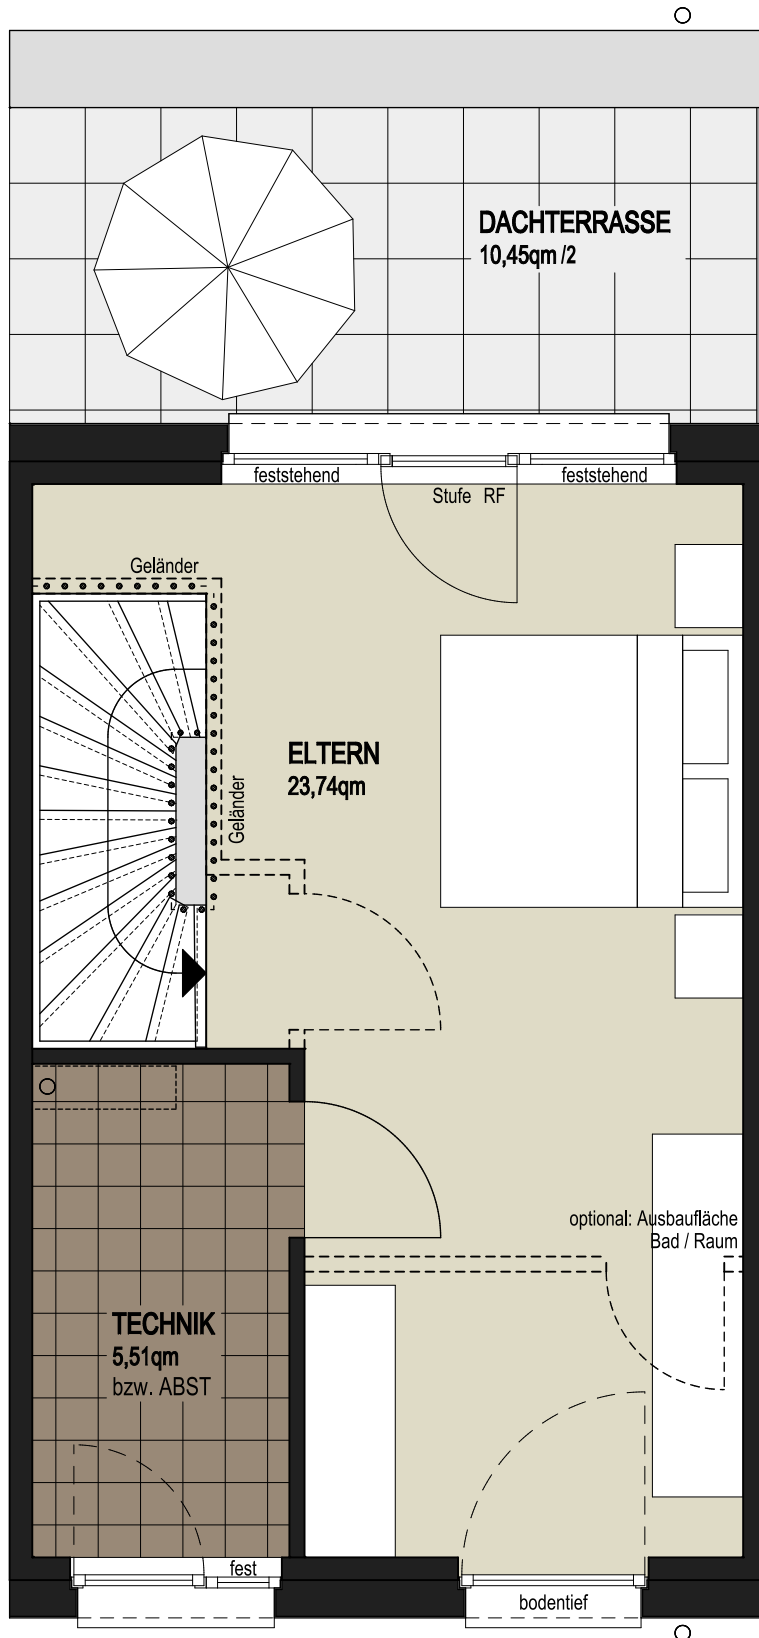 DACHTERRASSE
10,45qm /2
feststehend
feststehend
Stufe RF
Geländer
ELTERN
23,74qm
Geländer
optional: Ausbaufläche
Bad / Raum
TECHNIK
5,51qm
bzw. ABST
fest
bodentief